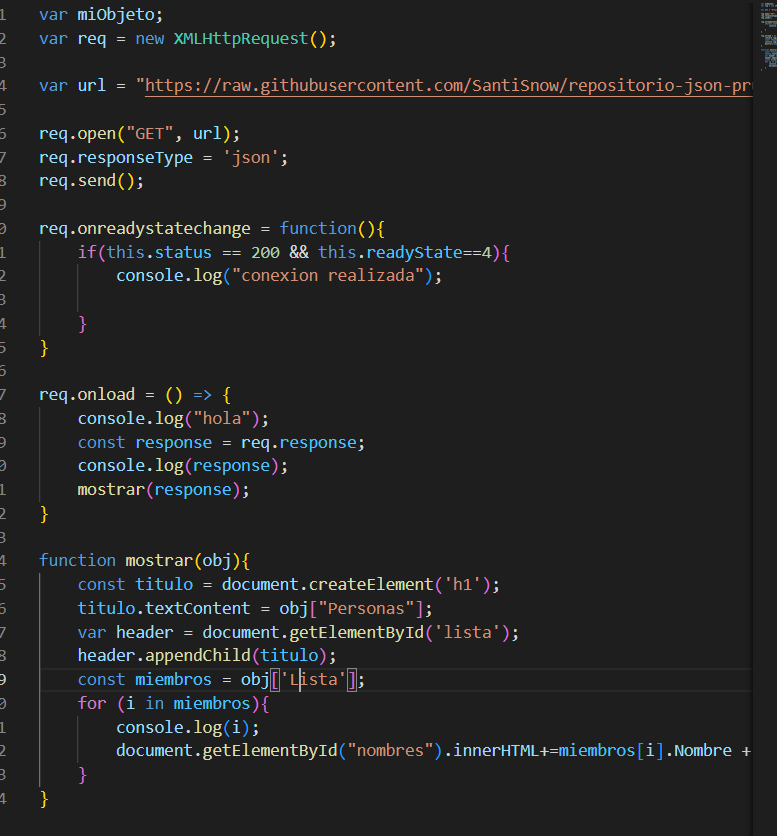 1 var miObjeto;
2 var req = new XMLHttpRequest();
3
4 var url = "https://raw.githubusercontent.com/SantiSnow/repositorio-json-pr
5
6 req.open("GET", url);
7 req.responseType = 'json';
8 req.send();
9
0 req.onreadystatechange = function(){
1     if(this.status == 200 && this.readyState==4){
2         console.log("conexion realizada");
3
4     }
5 }
6
7 req.onload = () => {
8     console.log("hola");
9     const response = req.response;
0     console.log(response);
1     mostrar(response);
2 }
3
4 function mostrar(obj){
5     const titulo = document.createElement('h1');
6     titulo.textContent = obj["Personas"];
7     var header = document.getElementById('lista');
8     header.appendChild(titulo);
9     const miembros = obj['Lista'];
0     for (i in miembros){
1         console.log(i);
2         document.getElementById("nombres").innerHTML+=miembros[i].Nombre +
3     }
4 }